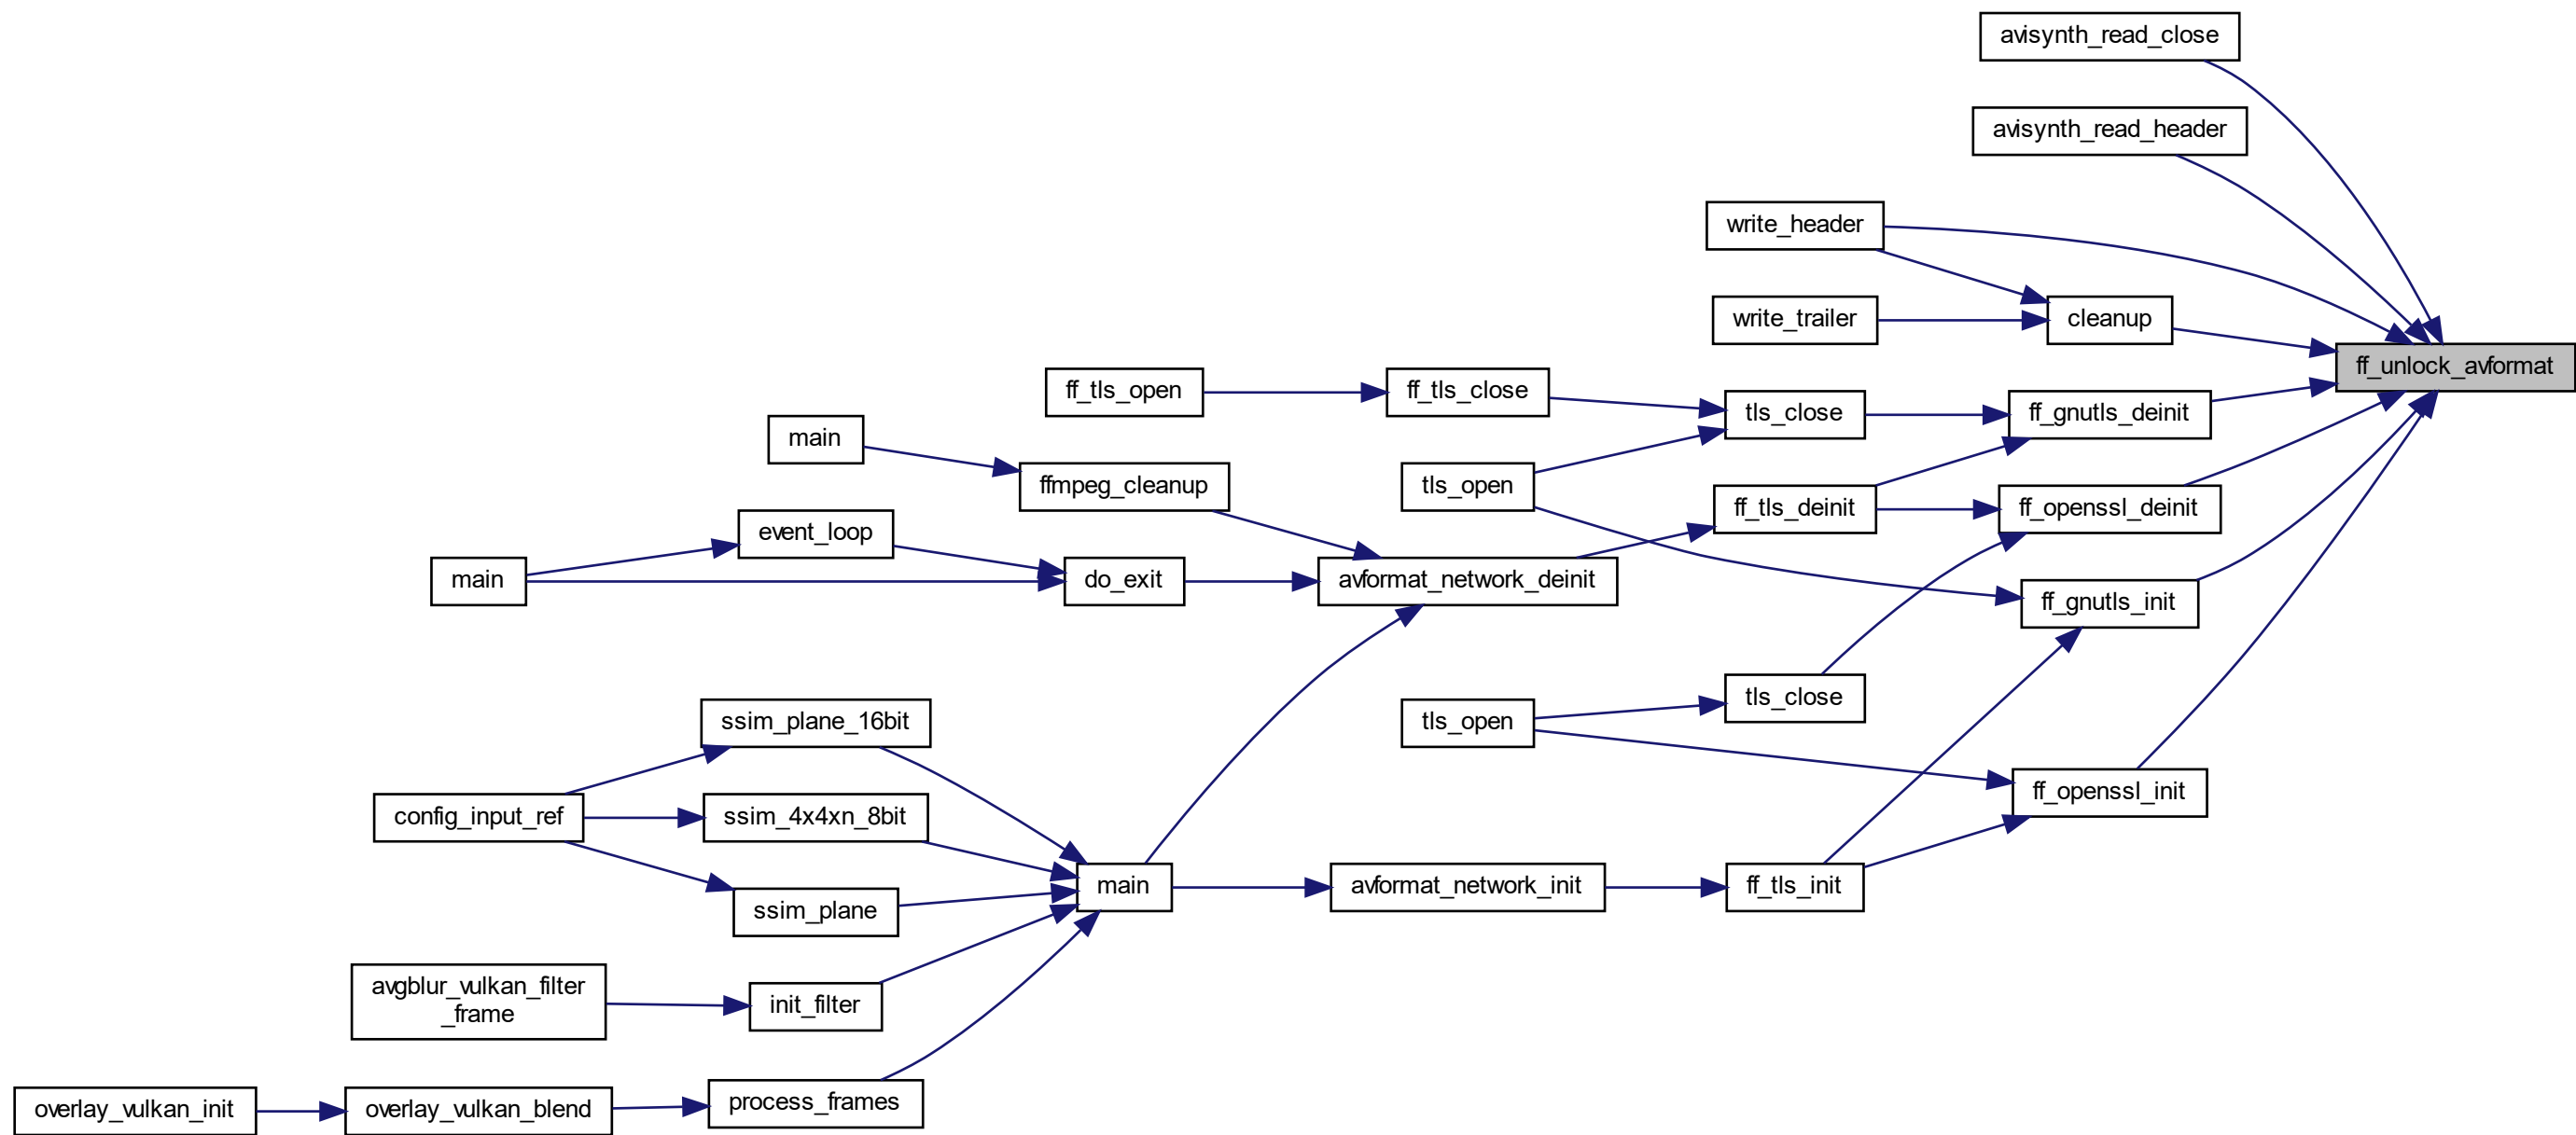 avisynth_read_close
avisynth_read_header
write_header
write_trailer
cleanup
ff_unlock_avformat
ff_tls_open
ff_tls_close
tls_close
ff_gnutls_deinit
main
ffmpeg_cleanup
tls_open
ff_tls_deinit
ff_openssl_deinit
event_loop
main
do_exit
avformat_network_deinit
ff_gnutls_init
ssim_plane_16bit
tls_open
tls_close
config_input_ref
ssim_4x4xn_8bit
ff_openssl_init
ssim_plane
main
avformat_network_init
ff_tls_init
avgblur_vulkan_filter
_frame
init_filter
overlay_vulkan_init
overlay_vulkan_blend
process_frames